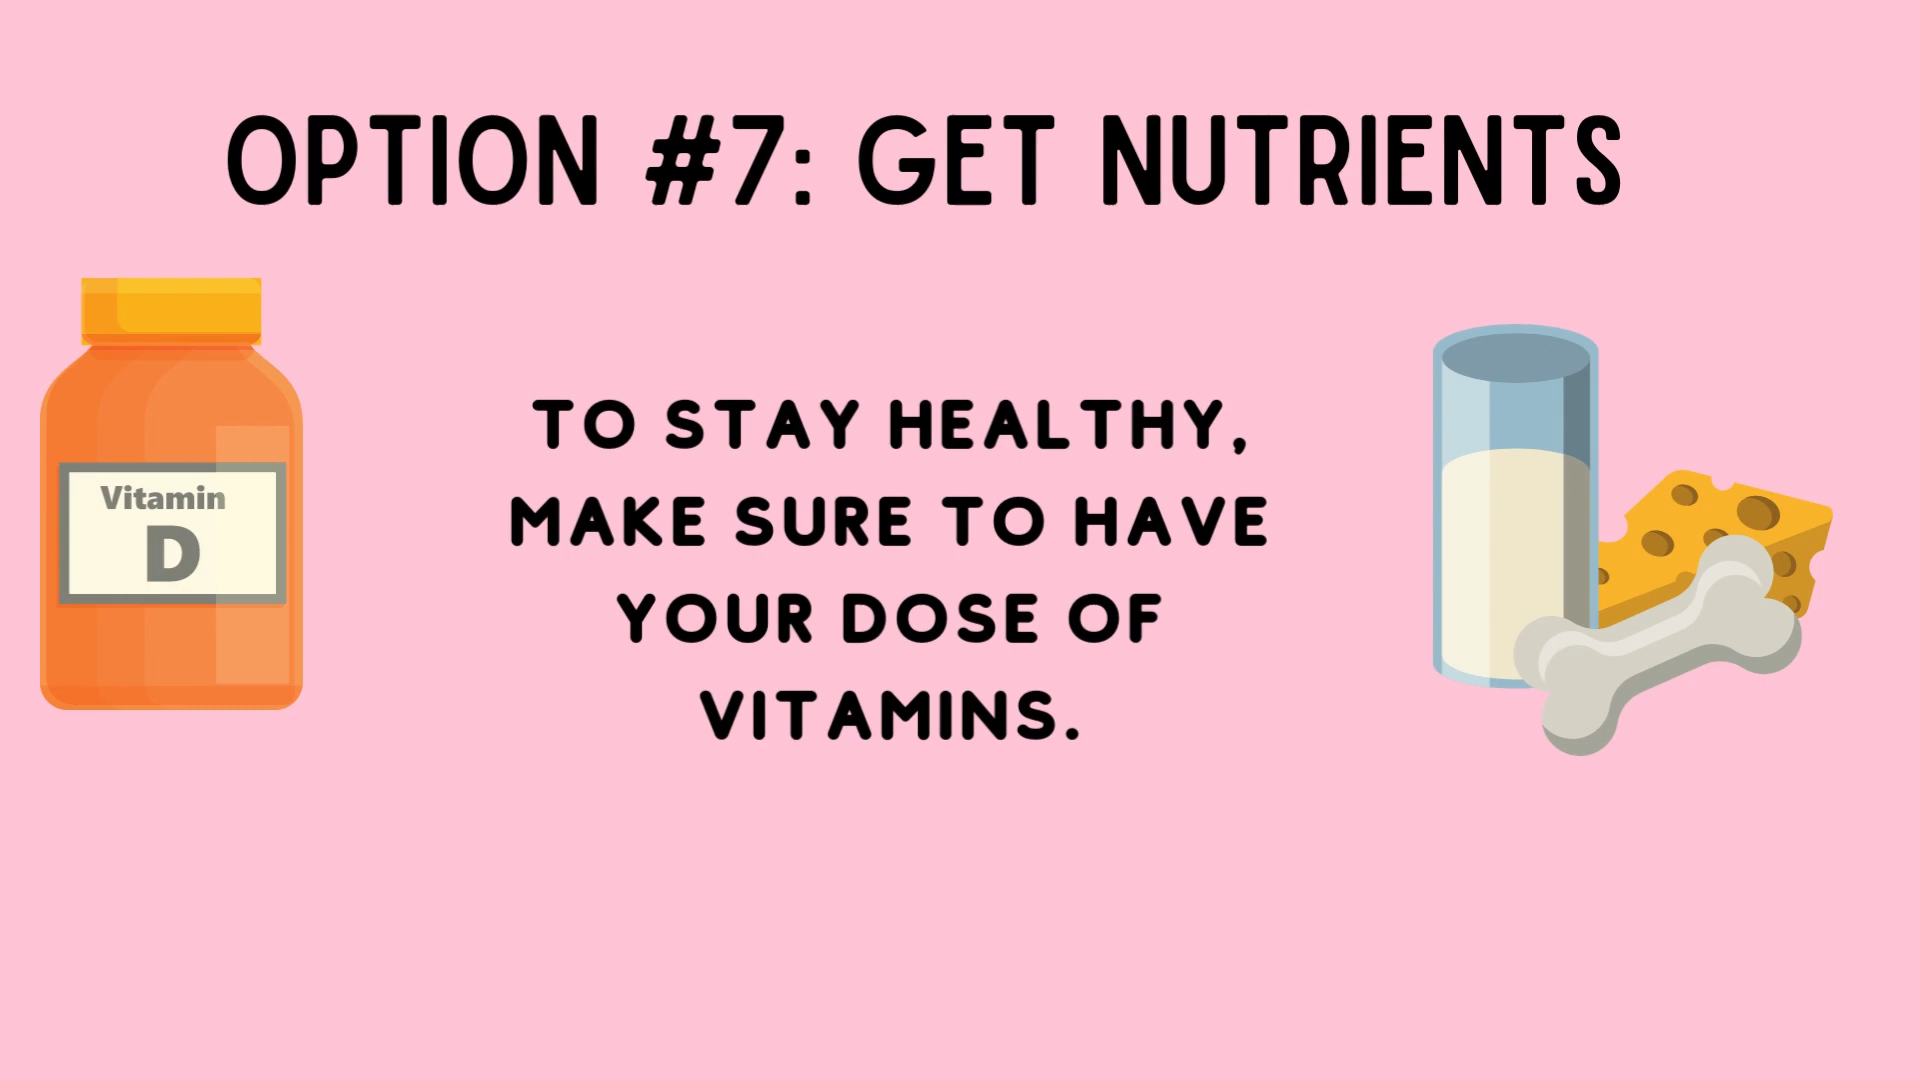 OPTION #7: GET NUTRIENTS
Vitamin
D
TO STAY HEALTHY,
MAKE SURE TO HAVE
YOUR DOSE OF
VITAMINS.